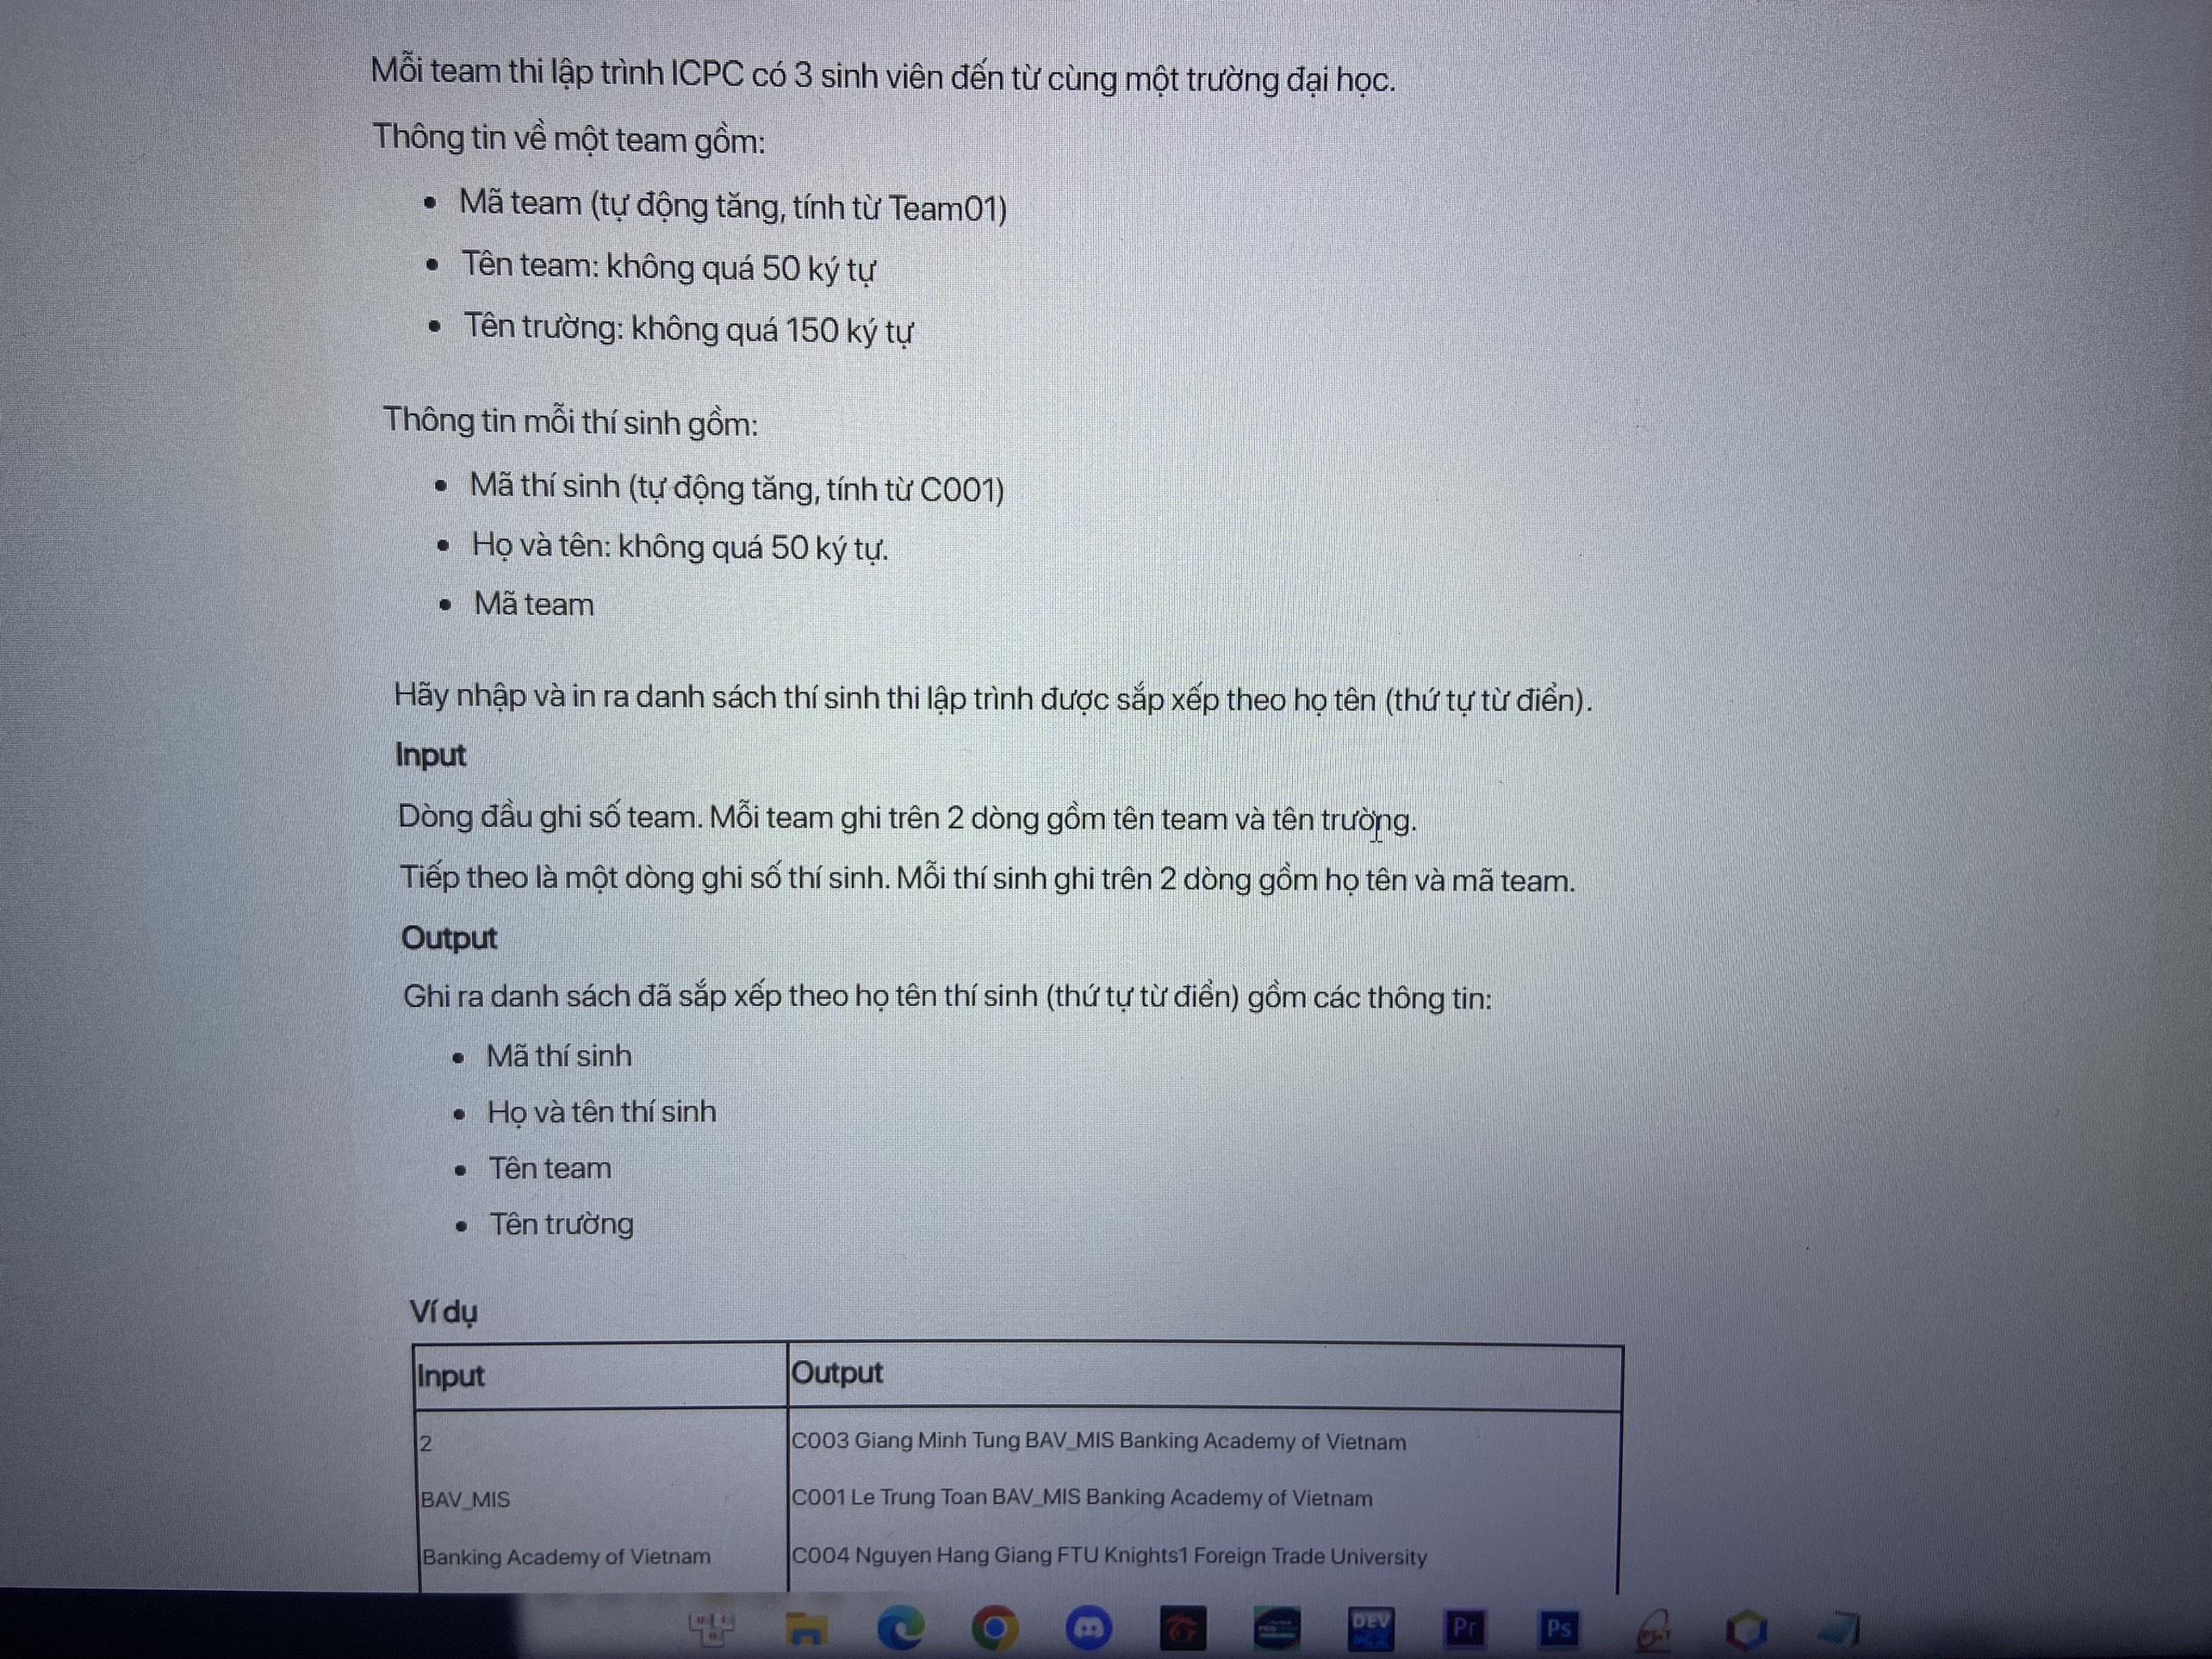 Mỗi team thi lập trình ICPC có 3 sinh viên đến từ cùng một trường đại học.
Thông tin về một team gồm:
Mã team (tự động tăng, tính từ Team01)
Tên team: không quá 50 ký tự
Tên trường: không quá 150 ký tự
Thông tin mỗi thí sinh gồm:
Mã thí sinh (tự động tăng, tính từ C001)
Họ và tên: không quá 50 ký tự.
Mã team
Hãy nhập và in ra danh sách thí sinh thi lập trình được sắp xếp theo họ tên (thứ tự từ điển).
Input
Dòng đầu ghi số team. Mỗi team ghi trên 2 dòng gồm tên team và tên trường.
Tiếp theo là một dòng ghi số thí sinh. Mỗi thí sinh ghi trên 2 dòng gồm họ tên và mã team.
Output
Ghi ra danh sách đã sắp xếp theo họ tên thí sinh (thứ tự từ điển) gồm các thông tin:
Mã thí sinh
Họ và tên thí sinh
Tên team
Tên trường
Ví dụ
Input Output
2 C003 Giang Minh Tung BAV_MIS Banking Academy of Vietnam
BAV_MIS C001 Le Trung Toan BAV_MIS Banking Academy of Vietnam
Banking Academy of Vietnam C004 Nguyen Hang Giang FTU Knights1 Foreign Trade University
DEV Pr Ps